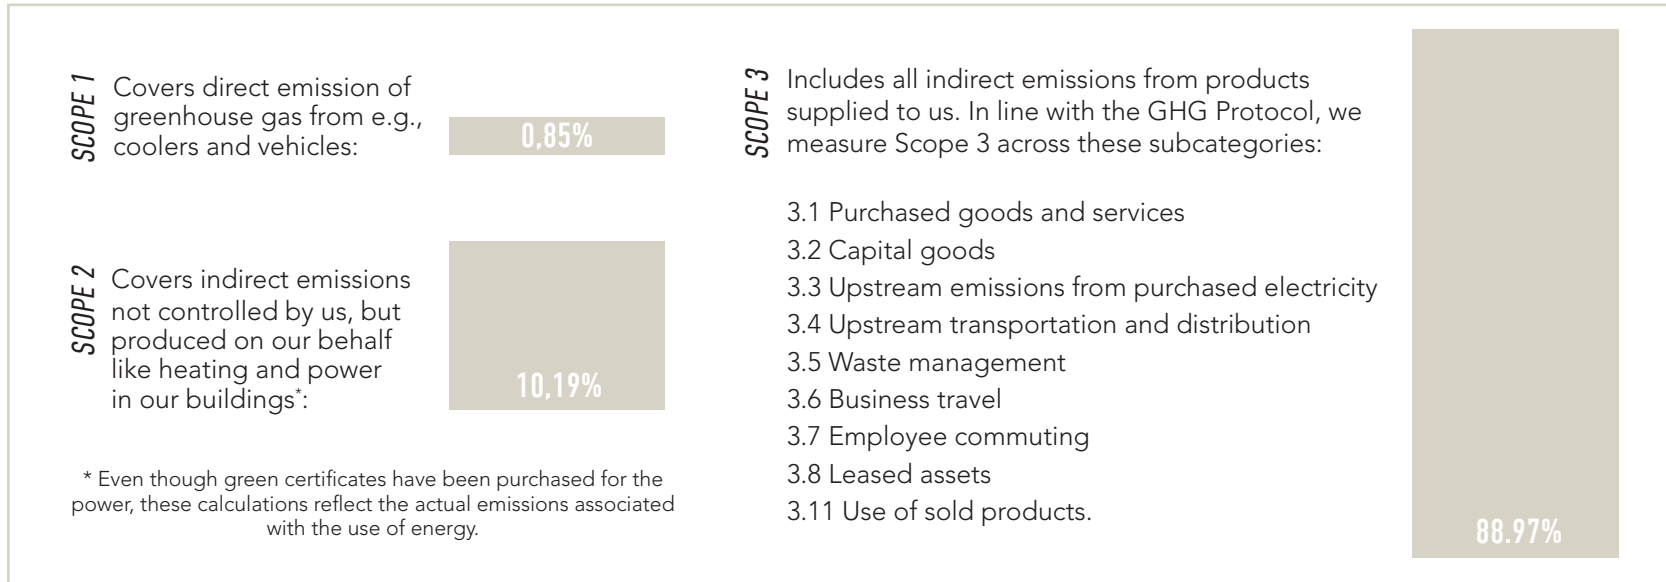 SCOPE 1
Covers direct emission of
greenhouse gas from e.g.,
coolers and vehicles:
0,85%
SCOPE 2
Covers indirect emissions
not controlled by us, but
produced on our behalf
like heating and power
in our buildings*:
10,19%
* Even though green certificates have been purchased for the
power, these calculations reflect the actual emissions associated
with the use of energy.
SCOPE 3
Includes all indirect emissions from products
supplied to us. In line with the GHG Protocol, we
measure Scope 3 across these subcategories:
3.1 Purchased goods and services
3.2 Capital goods
3.3 Upstream emissions from purchased electricity
3.4 Upstream transportation and distribution
3.5 Waste management
3.6 Business travel
3.7 Employee commuting
3.8 Leased assets
3.11 Use of sold products.
88.97%